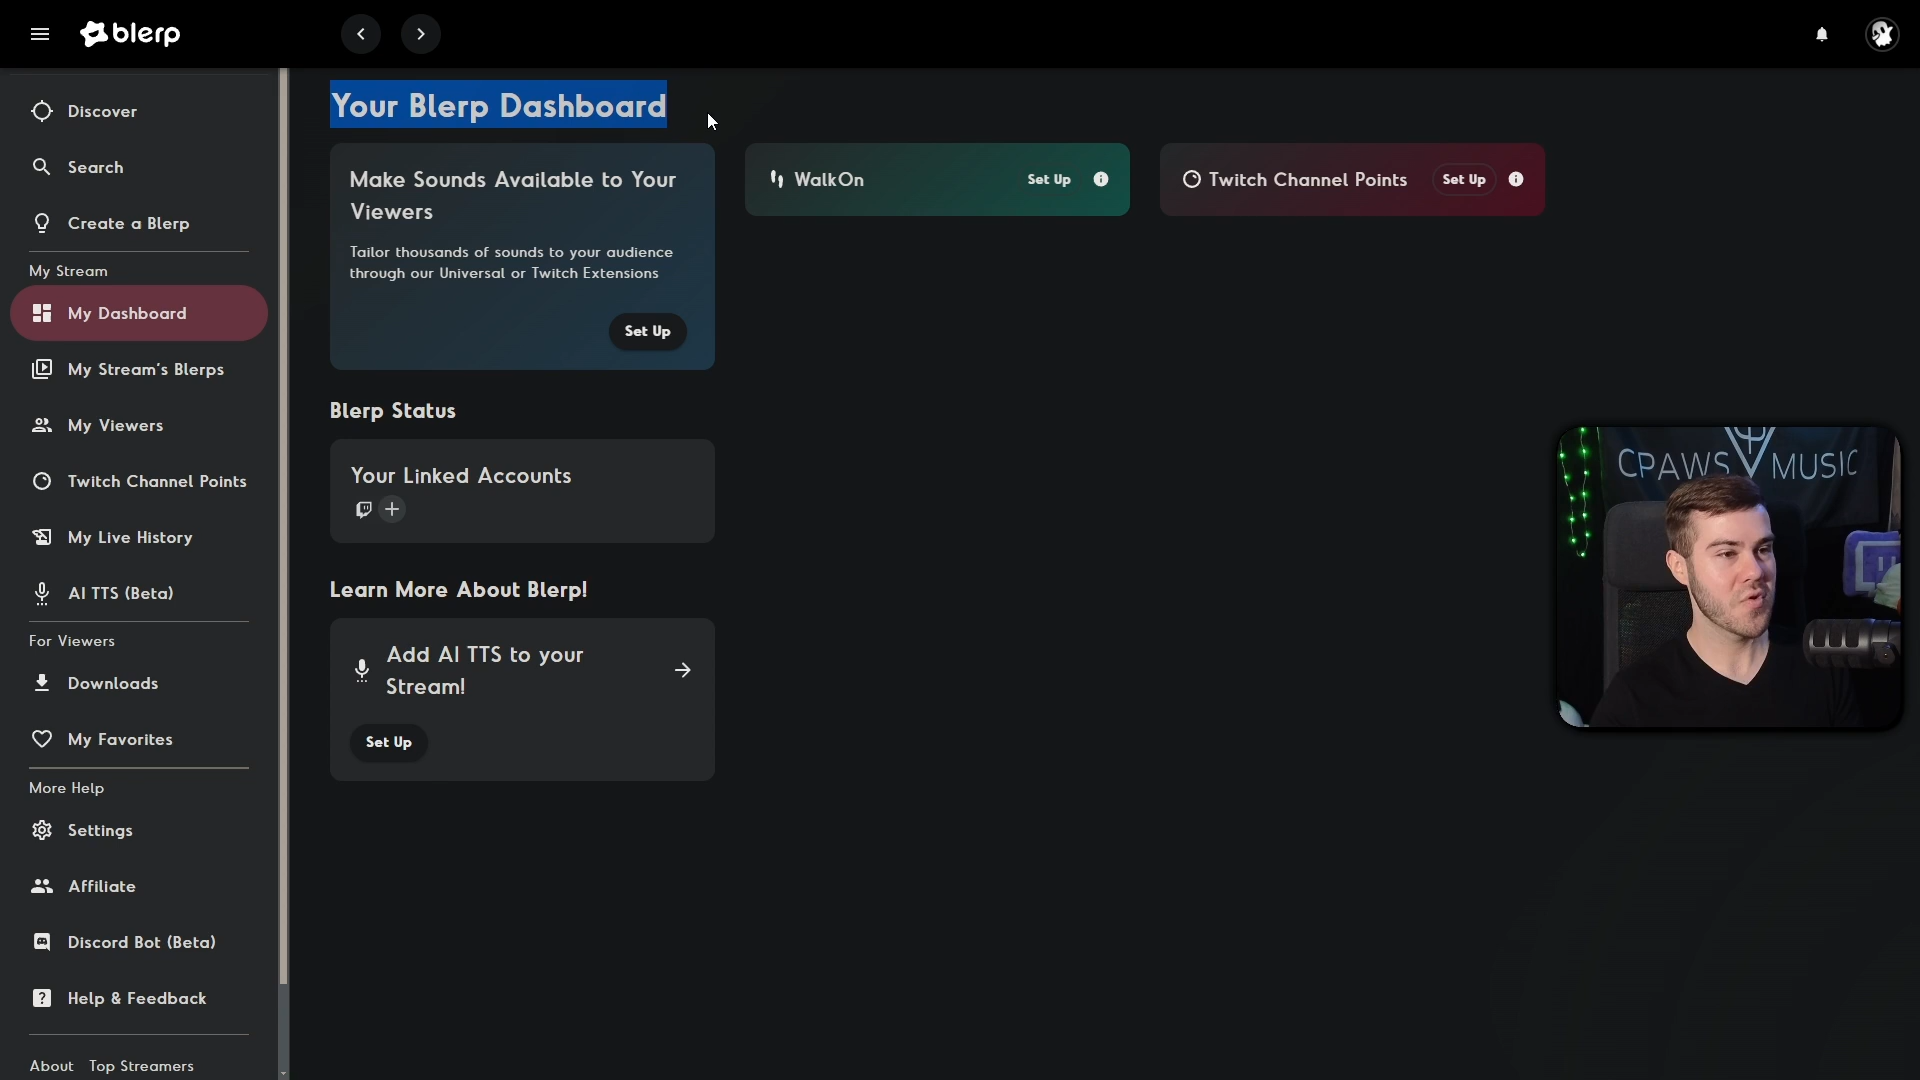 blerp
Discover
Search
Create a Blerp
My Stream
My Dashboard
My Stream's Blerps
My Viewers
Twitch Channel Points
My Live History
AI TTS (Beta)
For Viewers
Downloads
My Favorites
More Help
Settings
Affiliate
Discord Bot (Beta)
Help & Feedback
About Top Streamers
Your Blerp Dashboard
Make Sounds Available to Your
Viewers
Tailor thousands of sounds to your audience
through our Universal or Twitch Extensions
Set Up
WalkOn
Set Up
Twitch Channel Points
Set Up
Blerp Status
Your Linked Accounts
Learn More About Blerp!
Add AI TTS to your
Stream!
Set Up
CPAWS MUSIC